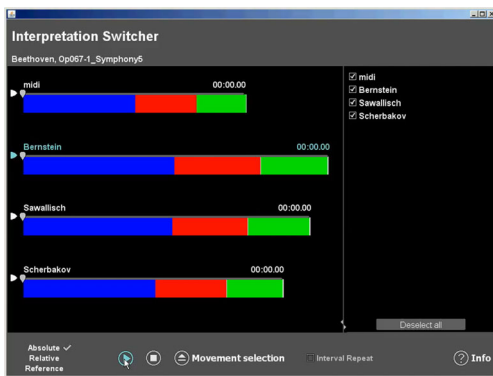 Interpretation Switcher
Beethoven, Op067-1_Symphony5
midi 00:00.00
Bernstein 00:00.00
Sawallisch 00:00.00
Scherbakov 00:00.00
midi
Bernstein
Sawallisch
Scherbakov
Deselect all
Absolute
Relative
Reference
Movement selection
Interval Repeat
? Info